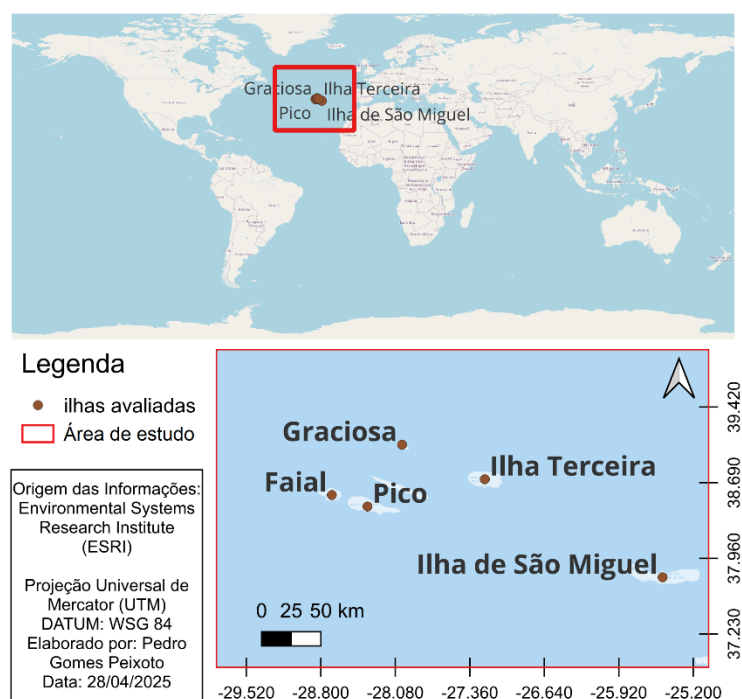 Graciosa
Ilha Terceira
Pico
Ilha de São Miguel
Legenda
ilhas avaliadas
Área de estudo
Origem das Informações:
Environmental Systems
Research Institute
(ESRI)
Projeção Universal de
Mercator (UTM)
DATUM: WSG 84
Elaborado por: Pedro
Gomes Peixoto
Data: 28/04/2025
Graciosa
Ilha Terceira
Faial
Pico
Ilha de São Miguel
0 25 50 km
39.420
38.690
37.960
37.230
-29.520 -28.800 -28.080 -27.360 -26.640 -25.920 -25.200